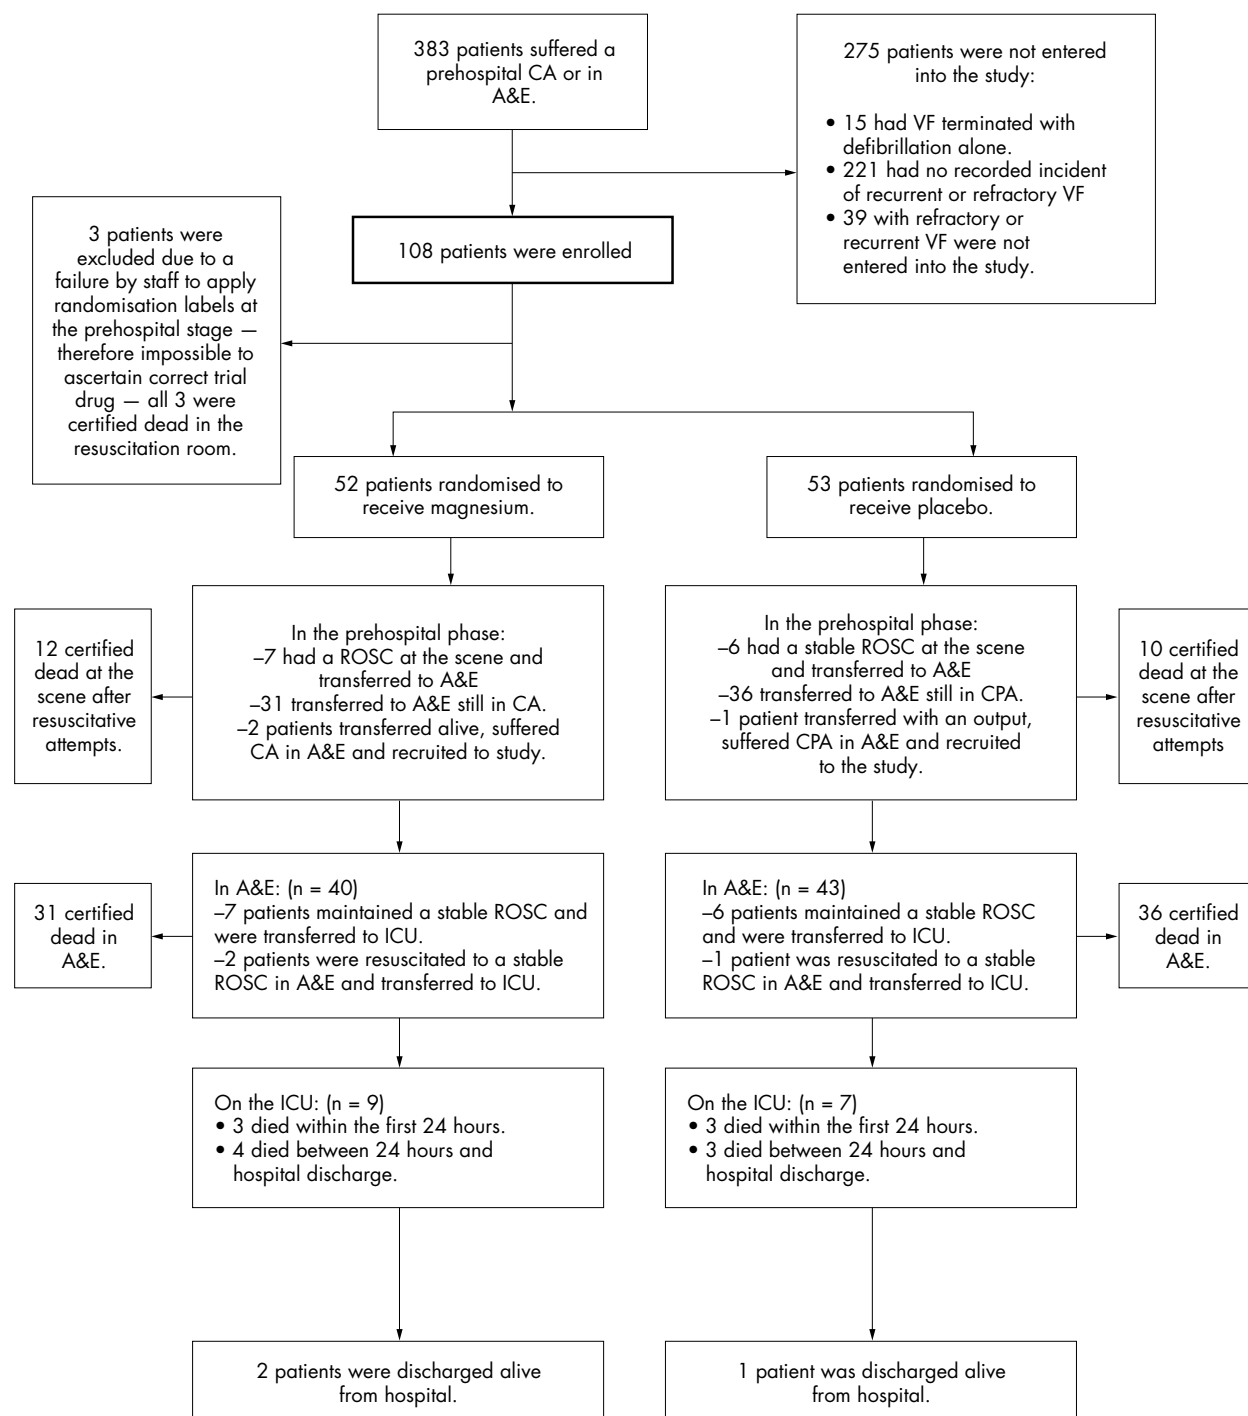 383 patients suffered a
prehospital CA or in
A&E.
275 patients were not entered
into the study:
• 15 had VF terminated with
defibrillation alone.
• 221 had no recorded incident
of recurrent or refractory VF
• 39 with refractory or
recurrent VF were not
entered into the study.
108 patients were enrolled
3 patients were
excluded due to a
failure by staff to apply
randomisation labels at
the prehospital stage —
therefore impossible to
ascertain correct trial
drug — all 3 were
certified dead in the
resuscitation room.
52 patients randomised to
receive magnesium.
53 patients randomised to
receive placebo.
12 certified
dead at the
scene after
resuscitative
attempts.
In the prehospital phase:
–7 had a ROSC at the scene and
transferred to A&E
–31 transferred to A&E still in CA.
–2 patients transferred alive, suffered
CA in A&E and recruited to study.
In the prehospital phase:
–6 had a stable ROSC at the scene
and transferred to A&E
–36 transferred to A&E still in CPA.
–1 patient transferred with an output,
suffered CPA in A&E and recruited
to the study.
10 certified
dead at the
scene after
resuscitative
attempts
31 certified
dead in
A&E.
In A&E: (n = 40)
–7 patients maintained a stable ROSC and
were transferred to ICU.
–2 patients were resuscitated to a stable
ROSC in A&E and transferred to ICU.
In A&E: (n = 43)
–6 patients maintained a stable ROSC
and were transferred to ICU.
–1 patient was resuscitated to a stable
ROSC in A&E and transferred to ICU.
36 certified
dead in
A&E.
On the ICU: (n = 9)
• 3 died within the first 24 hours.
• 4 died between 24 hours and
hospital discharge.
On the ICU: (n = 7)
• 3 died within the first 24 hours.
• 3 died between 24 hours and
hospital discharge.
2 patients were discharged alive
from hospital.
1 patient was discharged alive
from hospital.